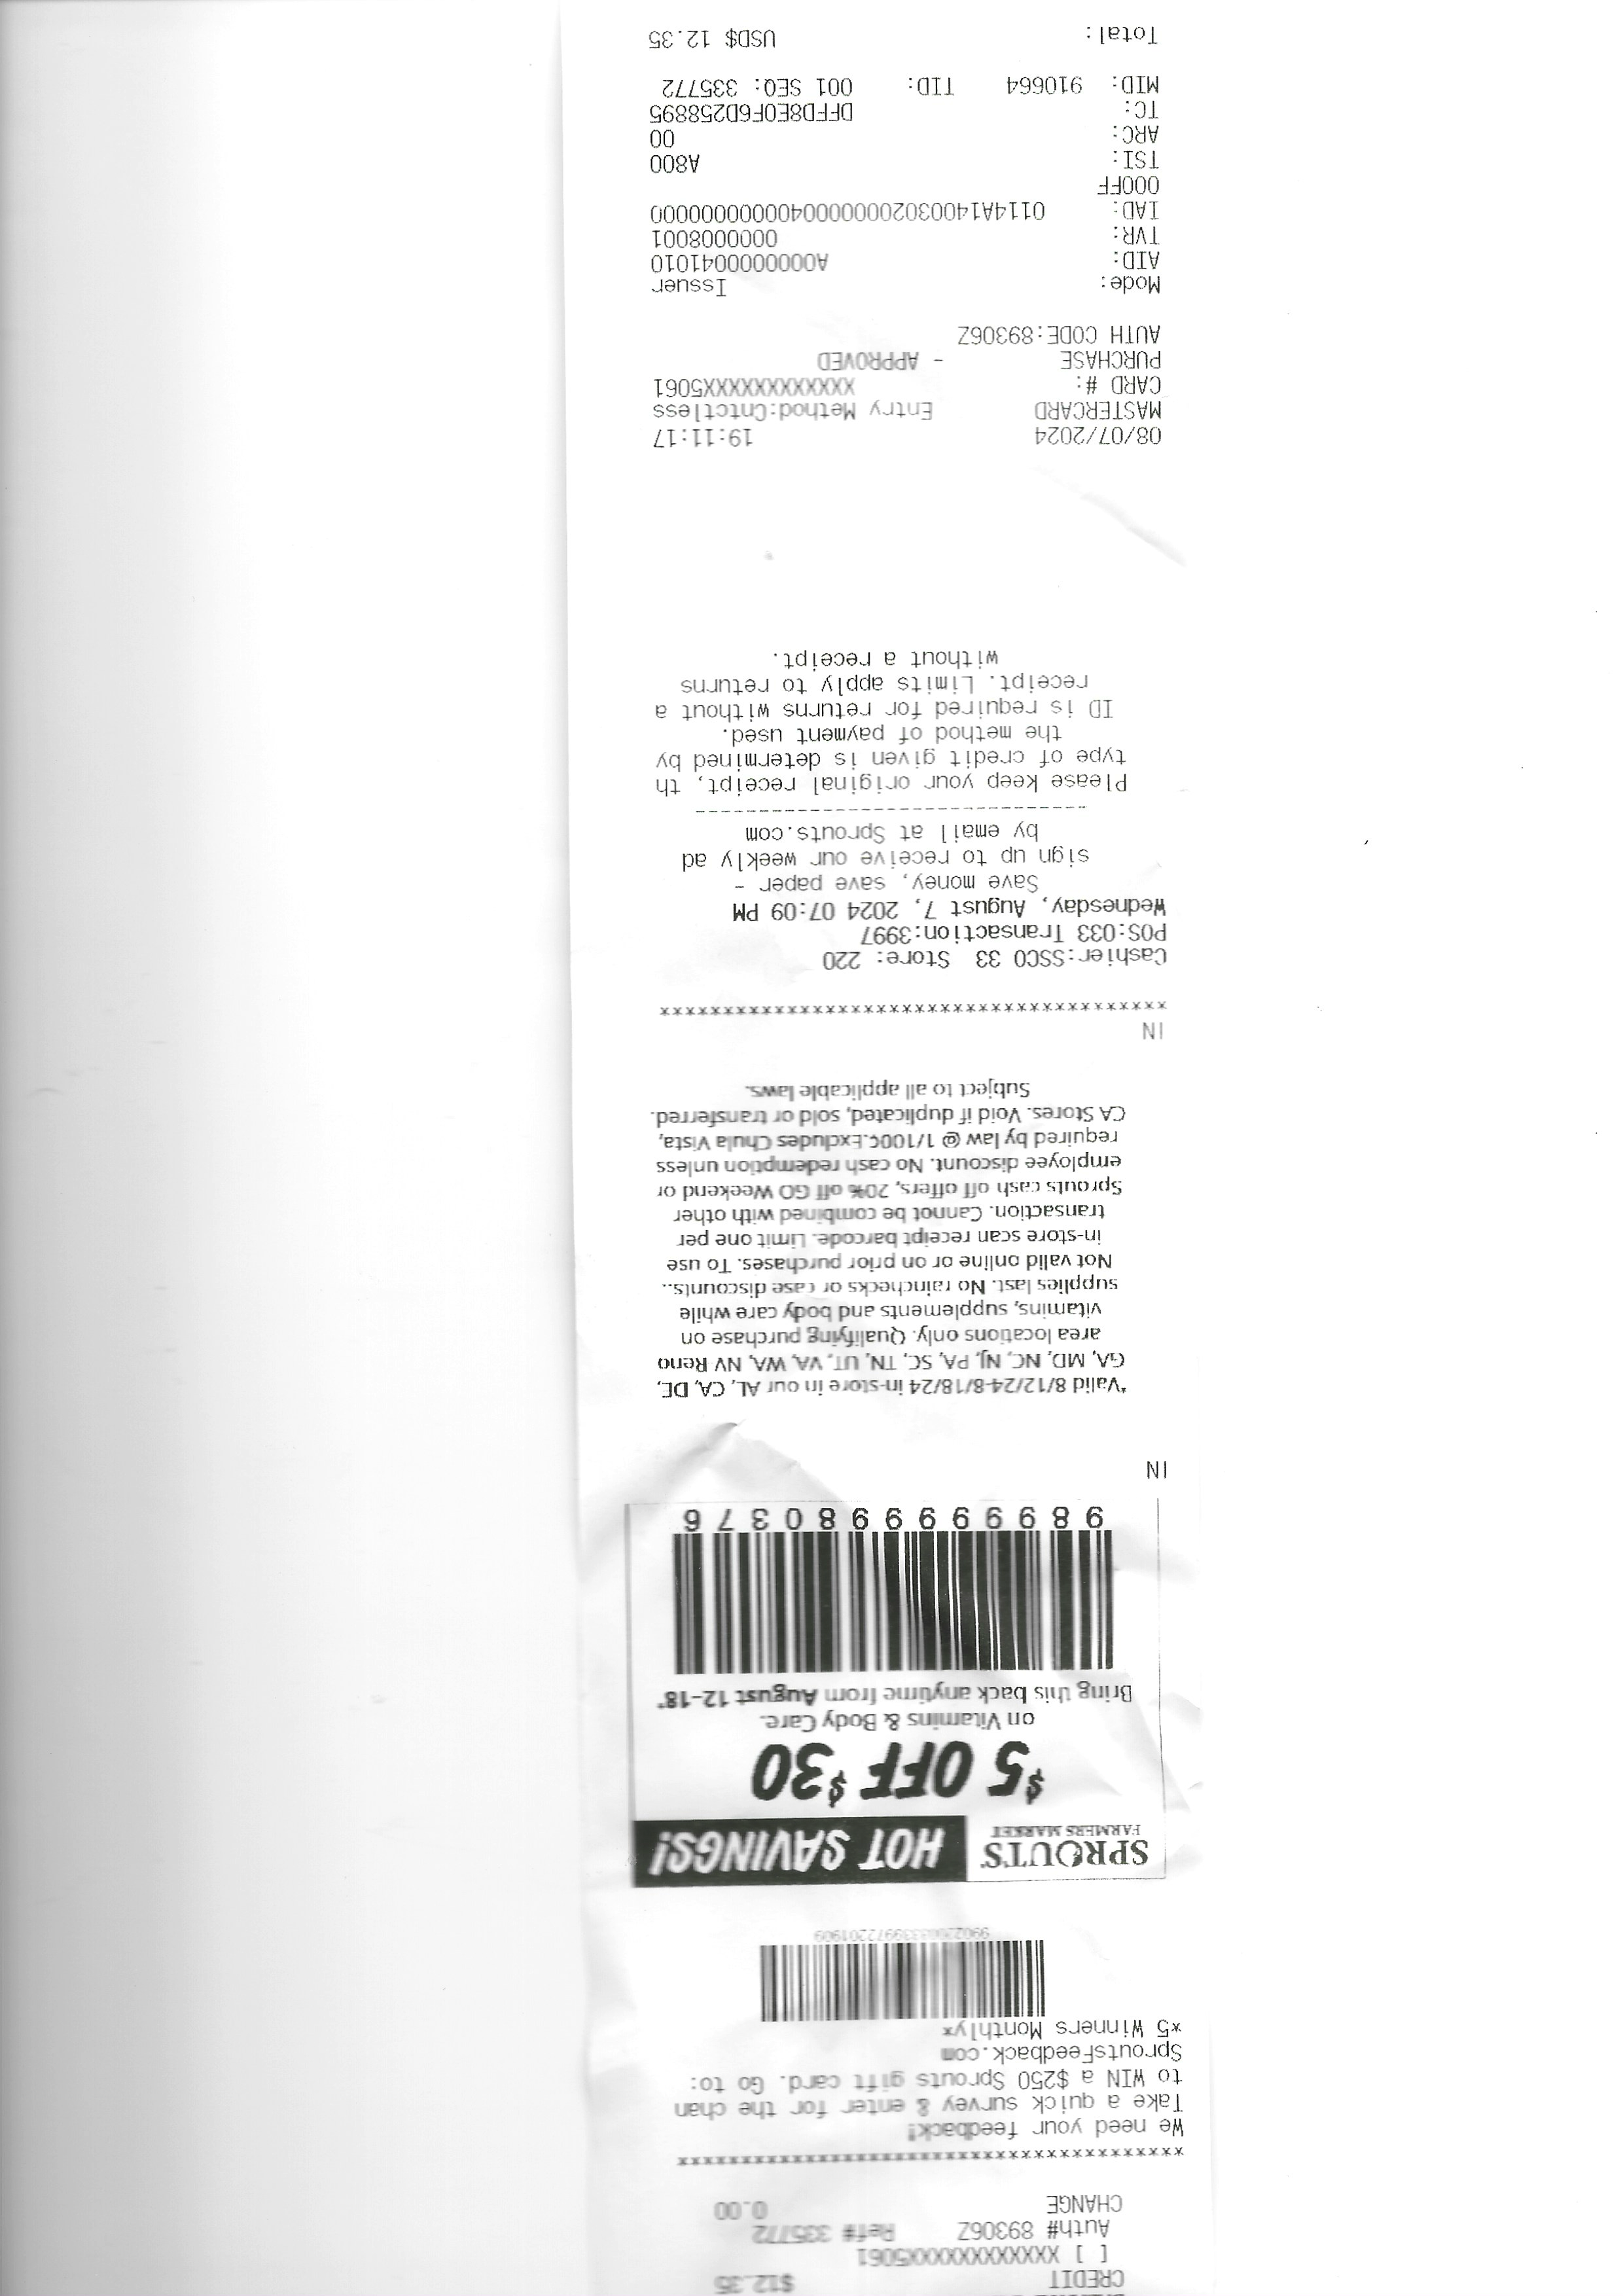 CREDIT $12.35
[ ] XXXXXXXXXXXX5061
Auth# 89306Z Ref# 335772
CHANGE 0.00
****************************************
We need your feedback!
Take a quick survey & enter for the chan
to WIN a $250 Sprouts gift card. Go to:
SproutsFeedback.com
*5 Winners Monthly*
SPROUTS
FARMERS MARKET
HOT SAVINGS!
$5 OFF $30
on Vitamins & Body Care.
Bring this back anytime from August 12-18*
9 8 9 9 9 9 9 9 8 0 3 7 6
IN
*Valid 8/12/24-8/18/24 in-store in our AL, CA, DE,
GA, MD, NC, NJ, PA, SC, TN, UT, VA, WA, NV Reno
area locations only. Qualifying purchase on
vitamins, supplements and body care while
supplies last. No rainchecks or case discounts..
Not valid online or on prior purchases. To use
in-store scan receipt barcode. Limit one per
transaction. Cannot be combined with other
Sprouts cash off offers, 20% off GO Weekend or
employee discount. No cash redemption unless
required by law @ 1/100¢.Excludes Chula Vista,
CA Stores. Void if duplicated, sold or transferred.
Subject to all applicable laws.
IN
****************************************
Cashier:SSCO 33 Store: 220
POS:033 Transaction:3997
Wednesday, August 7, 2024 07:09 PM
Save money, save paper -
sign up to receive our weekly ad
by email at Sprouts.com
--------------------------------
Please keep your original receipt, th
type of credit given is determined by
the method of payment used.
ID is required for returns without a
receipt. Limits apply to returns
without a receipt.
08/07/2024 19:11:17
MASTERCARD Entry Method:Cntctless
CARD #: XXXXXXXXXXXX5061
PURCHASE - APPROVED
AUTH CODE:89306Z
Mode: Issuer
AID: A0000000041010
TVR: 0000008001
IAD: 0114A14003020000000400000000000
000FF
TSI: A800
ARC: 00
TC: DFFD8E0F6D258895
MID: 910664 TID: 001 SEQ: 335772
Total: USD$ 12.35